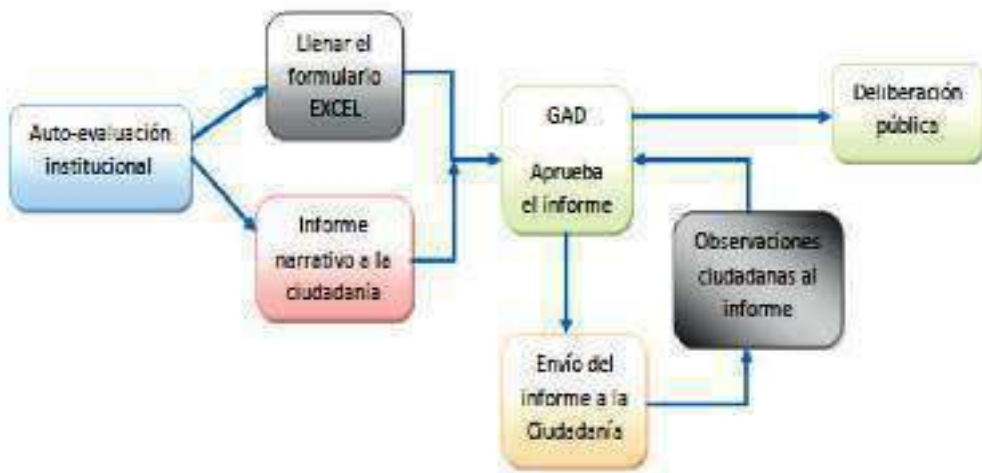 Auto-evaluación
institucional
Llenar el
formulario
EXCEL
Informe
narrativo a la
ciudadanía
GAD
Aprueba
el informe
Envío del
informe a la
Ciudadanía
Observaciones
ciudadanas al
informe
Deliberación
pública